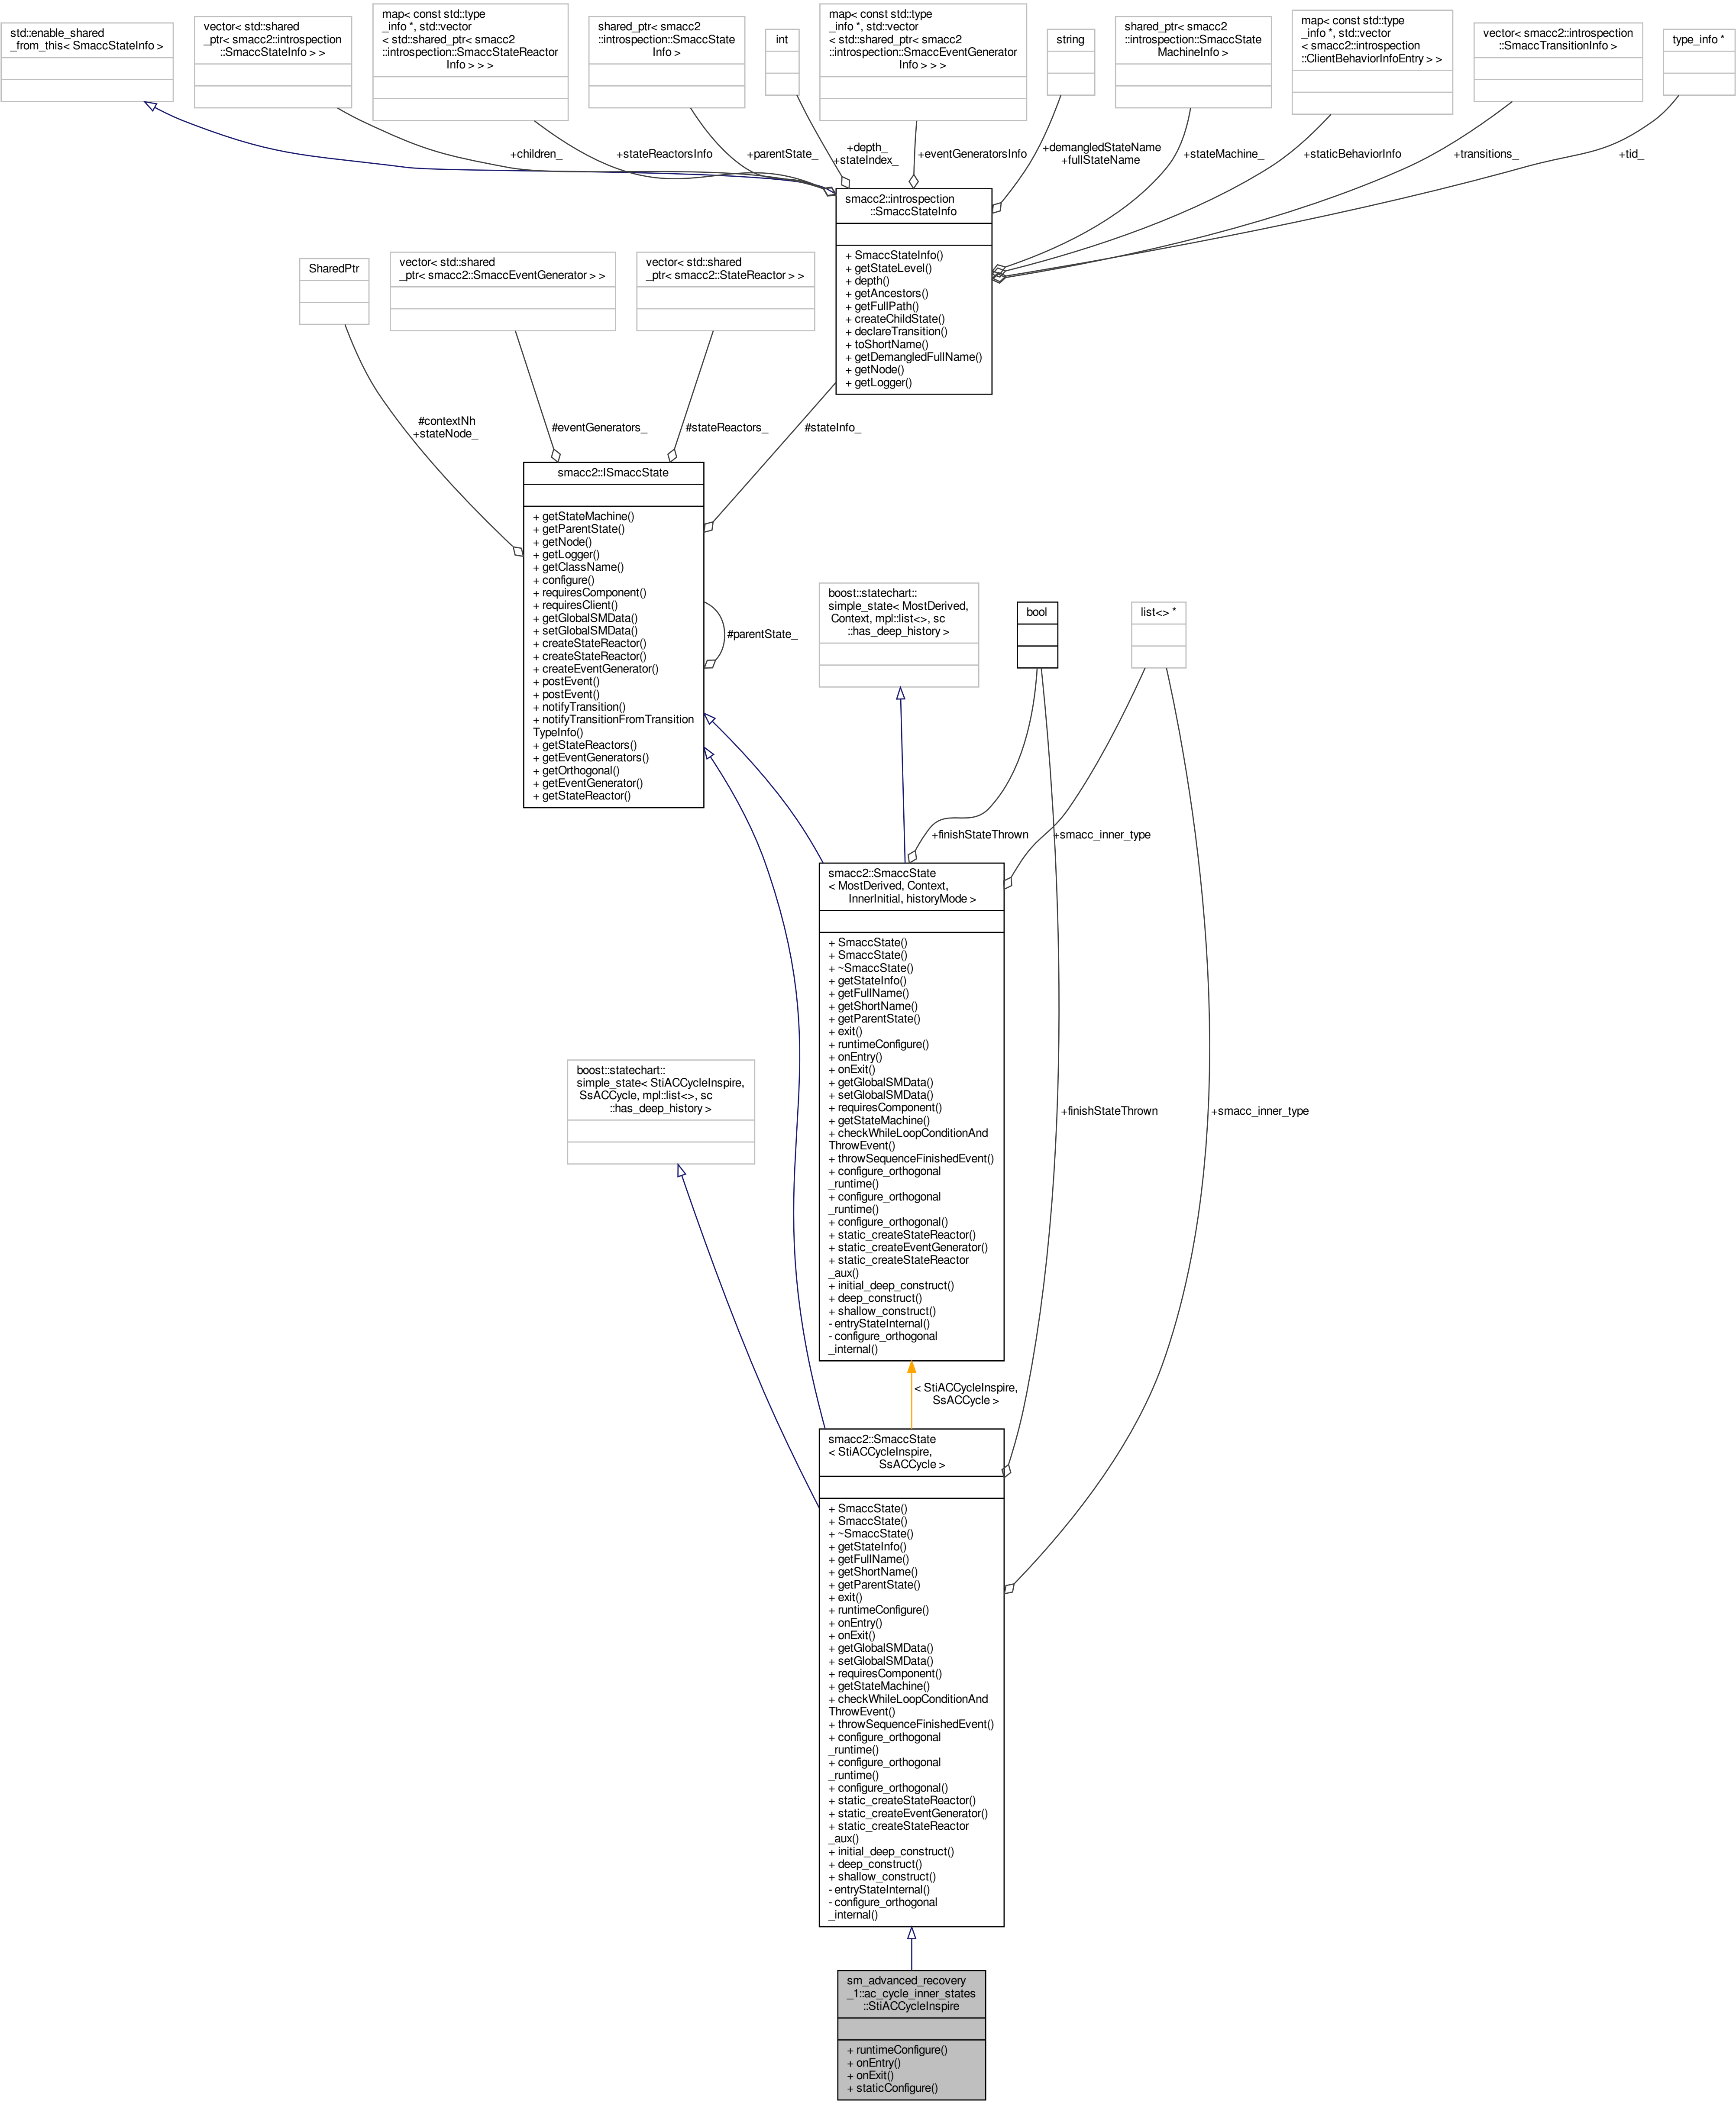 std::enable_shared
_from_this< SmaccStateInfo >
vector< std::shared
_ptr< smacc2::introspection
::SmaccStateInfo > >
map< const std::type
_info *, std::vector
< std::shared_ptr< smacc2
::introspection::SmaccStateReactor
Info > > >
shared_ptr< smacc2
::introspection::SmaccState
Info >
int
map< const std::type
_info *, std::vector
< std::shared_ptr< smacc2
::introspection::SmaccEventGenerator
Info > > >
string
shared_ptr< smacc2
::introspection::SmaccState
MachineInfo >
map< const std::type
_info *, std::vector
< smacc2::introspection
::ClientBehaviorInfoEntry > >
vector< smacc2::introspection
::SmaccTransitionInfo >
type_info *
+children_
+stateReactorsInfo
+parentState_
+depth_
+stateIndex_
+eventGeneratorsInfo
+demangledStateName
+fullStateName
+stateMachine_
+staticBehaviorInfo
+transitions_
+tid_
smacc2::introspection
::SmaccStateInfo
+ SmaccStateInfo()
+ getStateLevel()
+ depth()
+ getAncestors()
+ getFullPath()
+ createChildState()
+ declareTransition()
+ toShortName()
+ getDemangledFullName()
+ getNode()
+ getLogger()
SharedPtr
vector< std::shared
_ptr< smacc2::SmaccEventGenerator > >
vector< std::shared
_ptr< smacc2::StateReactor > >
#contextNh
+stateNode_
#eventGenerators_
#stateReactors_
#stateInfo_
smacc2::ISmaccState
+ getStateMachine()
+ getParentState()
+ getNode()
+ getLogger()
+ getClassName()
+ configure()
+ requiresComponent()
+ requiresClient()
+ getGlobalSMData()
+ setGlobalSMData()
+ createStateReactor()
+ createStateReactor()
+ createEventGenerator()
+ postEvent()
+ postEvent()
+ notifyTransition()
+ notifyTransitionFromTransition
TypeInfo()
+ getStateReactors()
+ getEventGenerators()
+ getOrthogonal()
+ getEventGenerator()
+ getStateReactor()
#parentState_
boost::statechart::
simple_state< MostDerived,
Context, mpl::list<>, sc
::has_deep_history >
bool
list<> *
+finishStateThrown
+smacc_inner_type
smacc2::SmaccState
< MostDerived, Context,
InnerInitial, historyMode >
+ SmaccState()
+ SmaccState()
+ ~SmaccState()
+ getStateInfo()
+ getFullName()
+ getShortName()
+ getParentState()
+ exit()
+ runtimeConfigure()
+ onEntry()
+ onExit()
+ getGlobalSMData()
+ setGlobalSMData()
+ requiresComponent()
+ getStateMachine()
+ checkWhileLoopConditionAnd
ThrowEvent()
+ throwSequenceFinishedEvent()
+ configure_orthogonal
_runtime()
+ configure_orthogonal
_runtime()
+ configure_orthogonal()
+ static_createStateReactor()
+ static_createEventGenerator()
+ static_createStateReactor
_aux()
+ initial_deep_construct()
+ deep_construct()
+ shallow_construct()
- entryStateInternal()
- configure_orthogonal
_internal()
boost::statechart::
simple_state< StiACCycleInspire,
SsACCycle, mpl::list<>, sc
::has_deep_history >
+finishStateThrown
+smacc_inner_type
< StiACCycleInspire,
SsACCycle >
smacc2::SmaccState
< StiACCycleInspire,
SsACCycle >
+ SmaccState()
+ SmaccState()
+ ~SmaccState()
+ getStateInfo()
+ getFullName()
+ getShortName()
+ getParentState()
+ exit()
+ runtimeConfigure()
+ onEntry()
+ onExit()
+ getGlobalSMData()
+ setGlobalSMData()
+ requiresComponent()
+ getStateMachine()
+ checkWhileLoopConditionAnd
ThrowEvent()
+ throwSequenceFinishedEvent()
+ configure_orthogonal
_runtime()
+ configure_orthogonal
_runtime()
+ configure_orthogonal()
+ static_createStateReactor()
+ static_createEventGenerator()
+ static_createStateReactor
_aux()
+ initial_deep_construct()
+ deep_construct()
+ shallow_construct()
- entryStateInternal()
- configure_orthogonal
_internal()
sm_advanced_recovery
_1::ac_cycle_inner_states
::StiACCycleInspire
+ runtimeConfigure()
+ onEntry()
+ onExit()
+ staticConfigure()